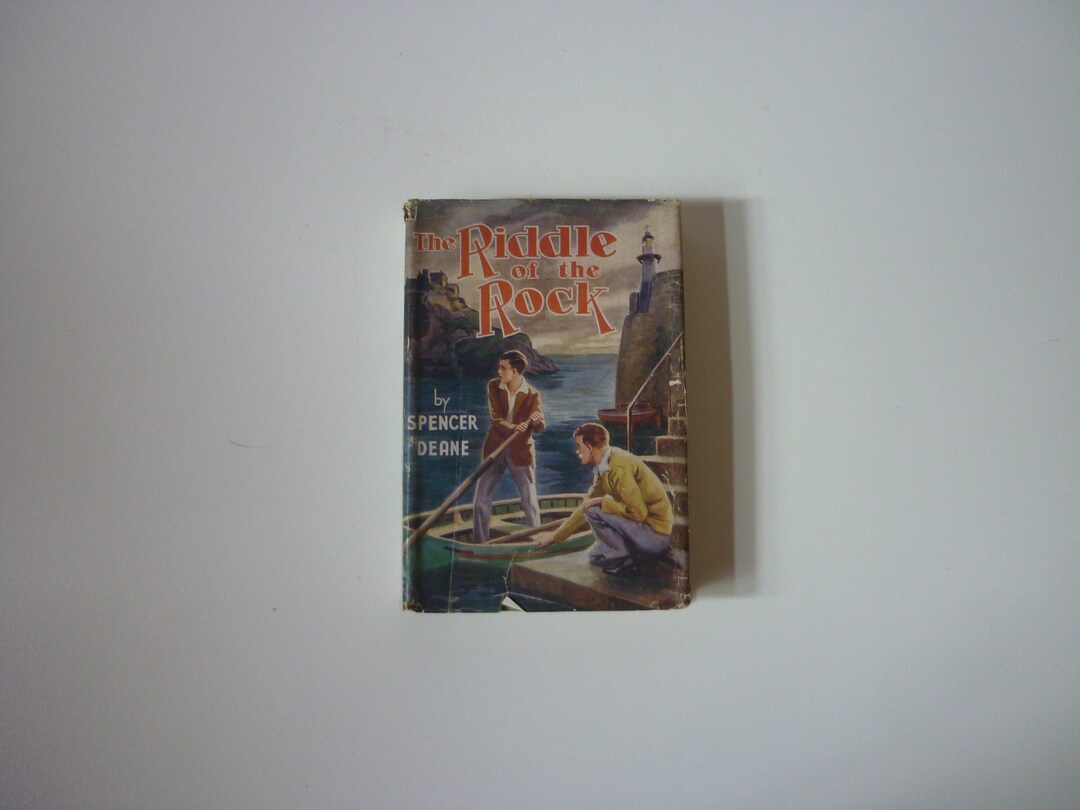 The Riddle
of the
Rock
by
SPENCER
DEANE